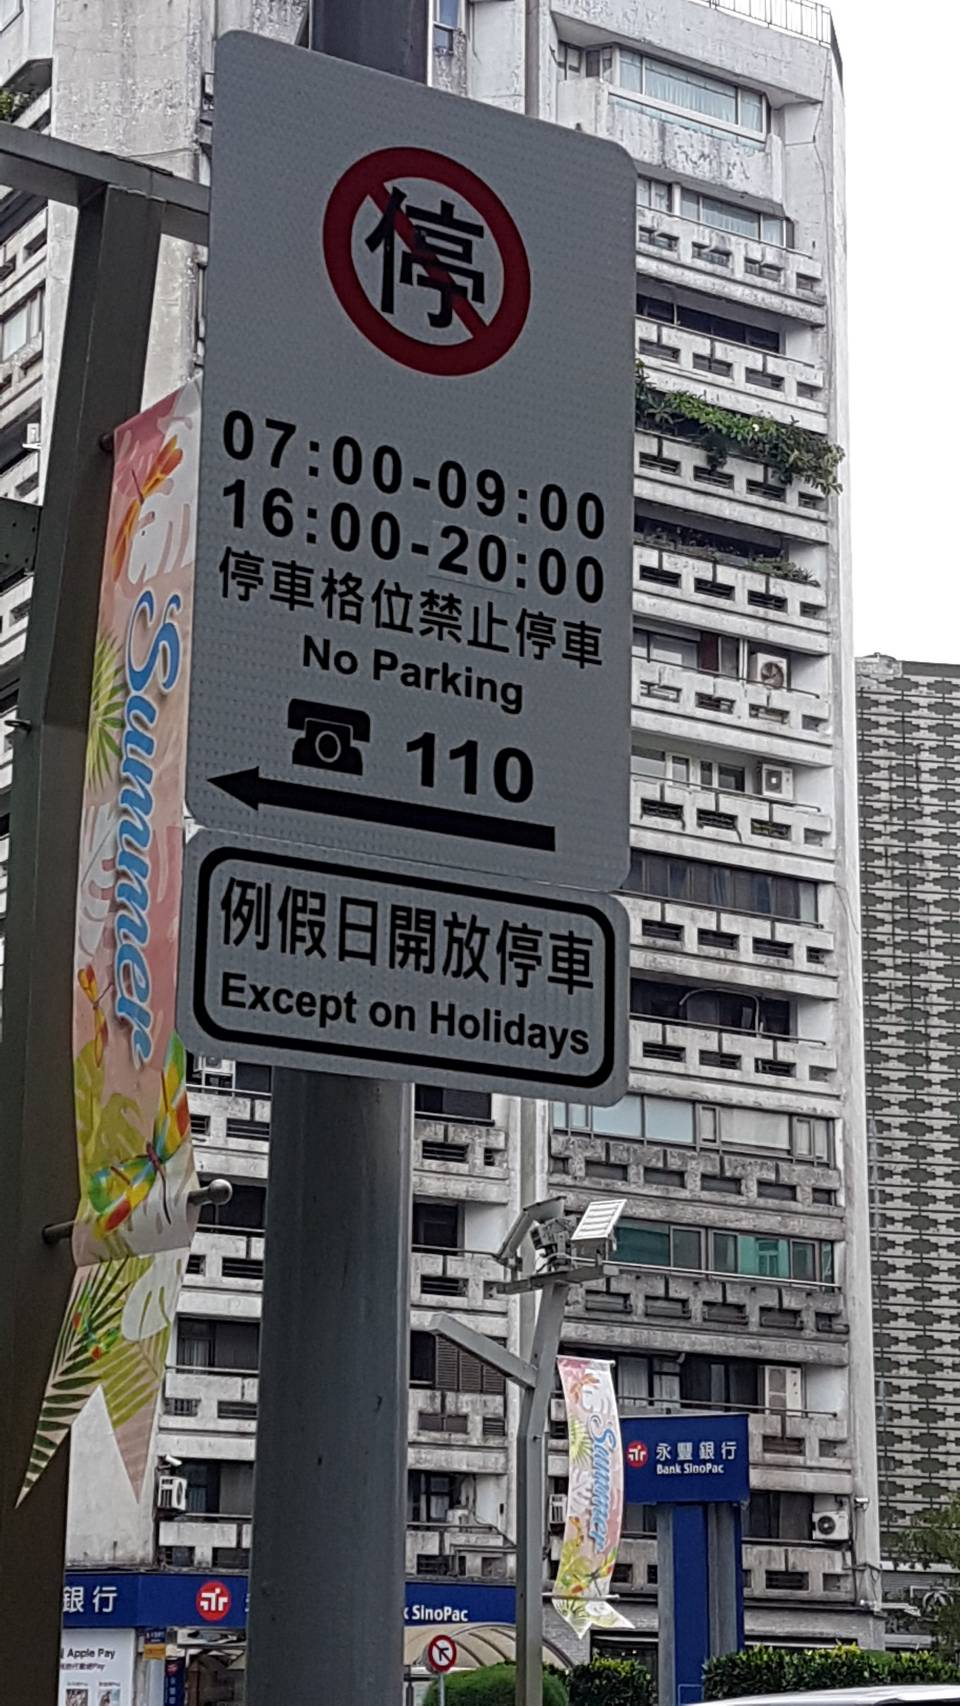 停
07:00-09:00
16:00-20:00
停車格位禁止停車
No Parking
110
例假日開放停車
Except on Holidays
Summer
Summer
永豐銀行
Bank SinoPac
銀行
SinoPac
Apple Pay